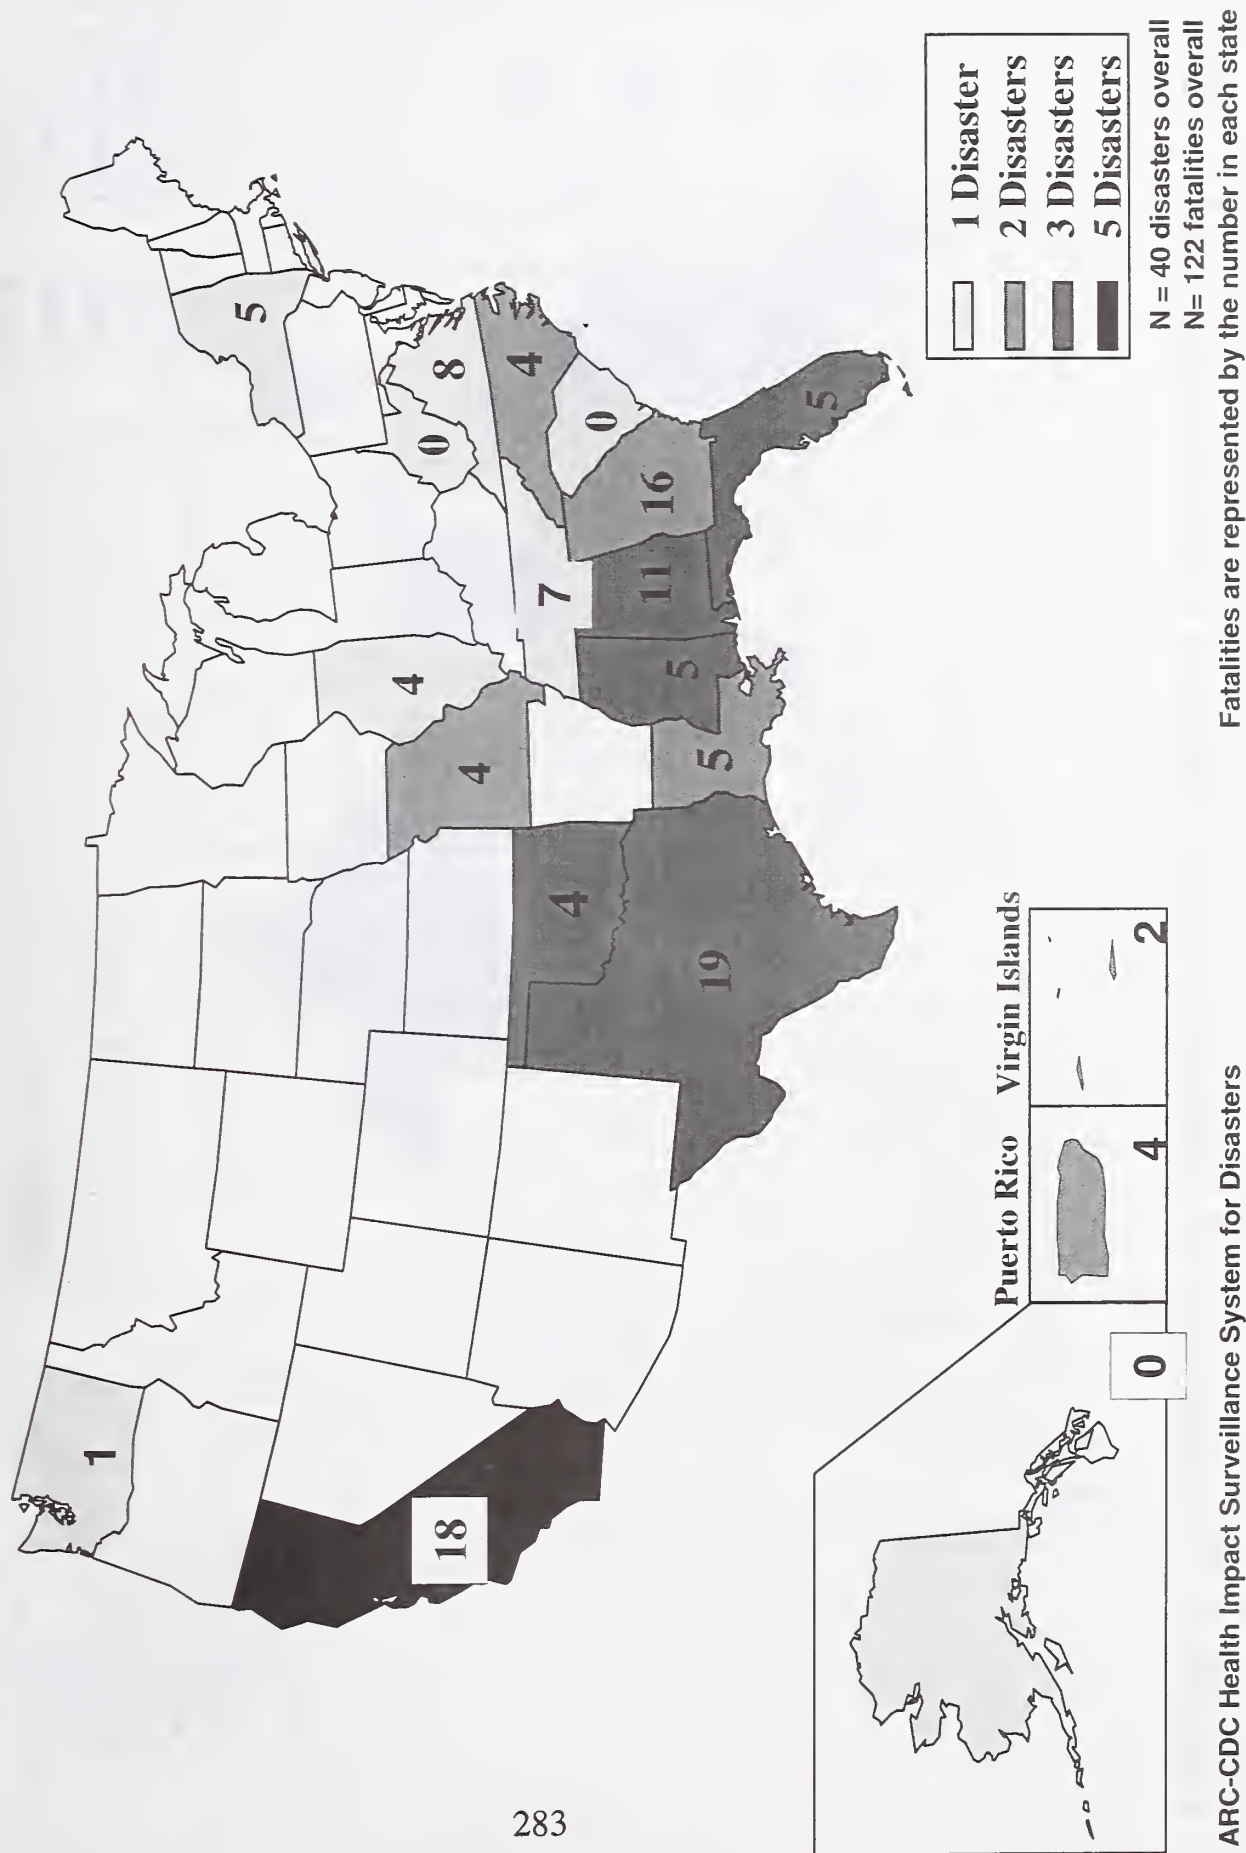 1
18
4
19
4
4
5
5
11
7
16
5
0
4
8
0
5
Puerto Rico
Virgin Islands
0
4
2
1 Disaster
2 Disasters
3 Disasters
5 Disasters
N = 40 disasters overall
N= 122 fatalities overall
ARC-CDC Health Impact Surveillance System for Disasters
Fatalities are represented by the number in each state
283